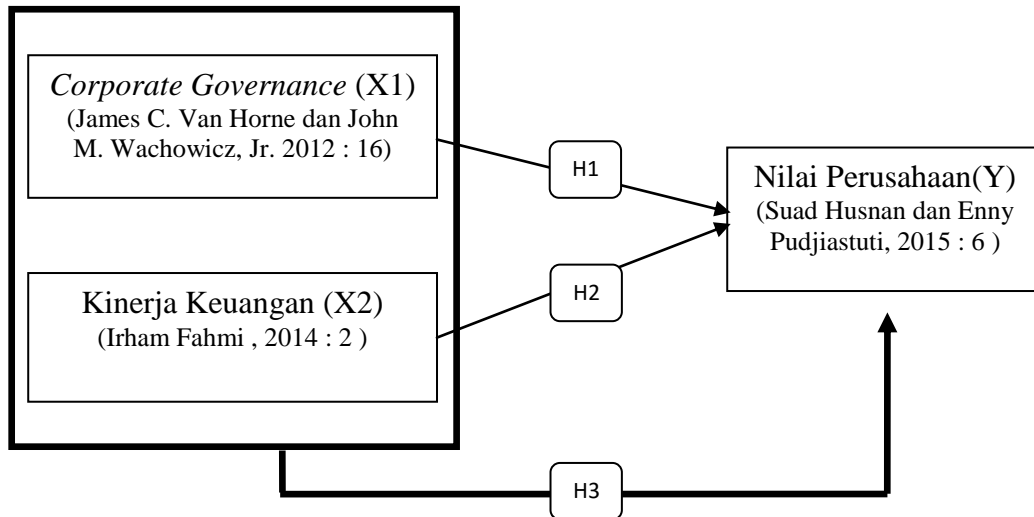 Corporate Governance (X1)
(James C. Van Horne dan John
M. Wachowicz, Jr. 2012 : 16)
H1
Nilai Perusahaan(Y)
(Suad Husnan dan Enny
Pudjiastuti, 2015 : 6 )
Kinerja Keuangan (X2)
(Irham Fahmi , 2014 : 2 )
H2
H3